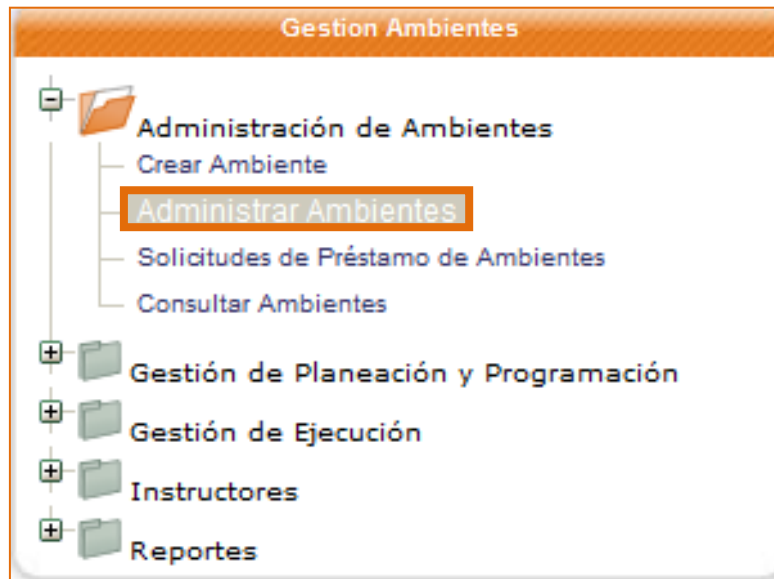 Gestion Ambientes
Administración de Ambientes
Crear Ambiente
Administrar Ambientes
Solicitudes de Préstamo de Ambientes
Consultar Ambientes
Gestión de Planeación y Programación
Gestión de Ejecución
Instructores
Reportes